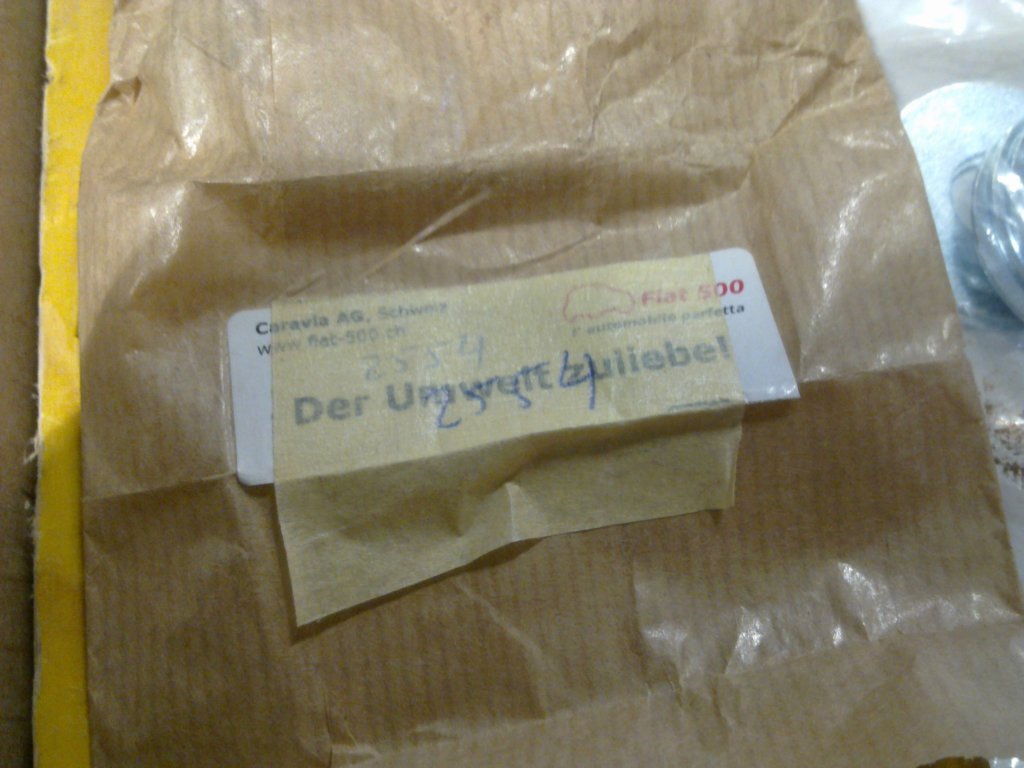 Caravia AG, Schweiz
www.fiat-500.ch
Fiat 500
l' automobile perfetta
2554
Der Umwelt zuliebe!
2554